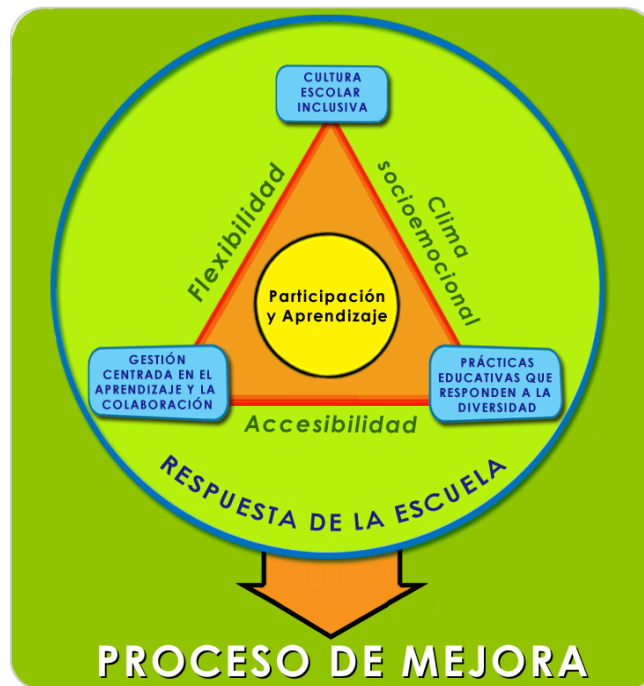 CULTURA
ESCOLAR
INCLUSIVA
Flexibilidad
Clima
socioemocional
Participación
y Aprendizaje
GESTIÓN
CENTRADA EN EL
APRENDIZAJE Y LA
COLABORACIÓN
PRÁCTICAS
EDUCATIVAS QUE
RESPONDEN A LA
DIVERSIDAD
Accesibilidad
RESPUESTA DE LA ESCUELA
PROCESO DE MEJORA